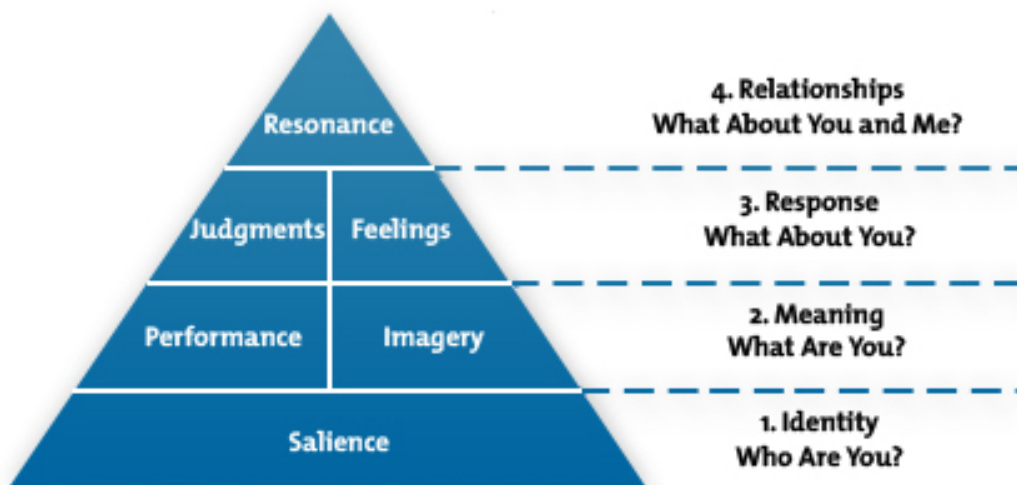 Resonance
4. Relationships
What About You and Me?
Judgments
Feelings
3. Response
What About You?
Performance
Imagery
2. Meaning
What Are You?
Salience
1. Identity
Who Are You?